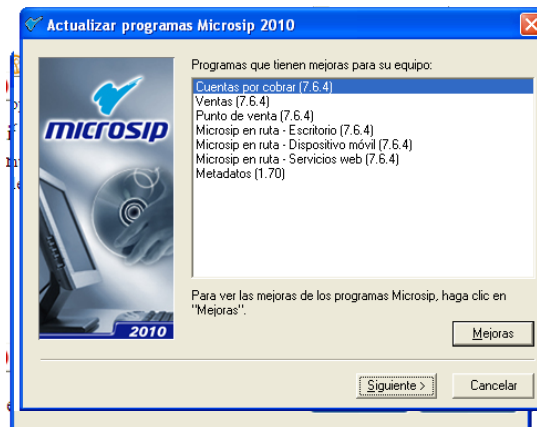 Actualizar programas Microsip 2010
Programas que tienen mejoras para su equipo:
Cuentas por cobrar (7.6.4)
Ventas (7.6.4)
Punto de venta (7.6.4)
Microsip en ruta - Escritorio (7.6.4)
Microsip en ruta - Dispositivo móvil (7.6.4)
Microsip en ruta - Servicios web (7.6.4)
Metadatos (1.70)
microsip
2010
Para ver las mejoras de los programas Microsip, haga clic en
"Mejoras".
Mejoras
Siguiente >
Cancelar